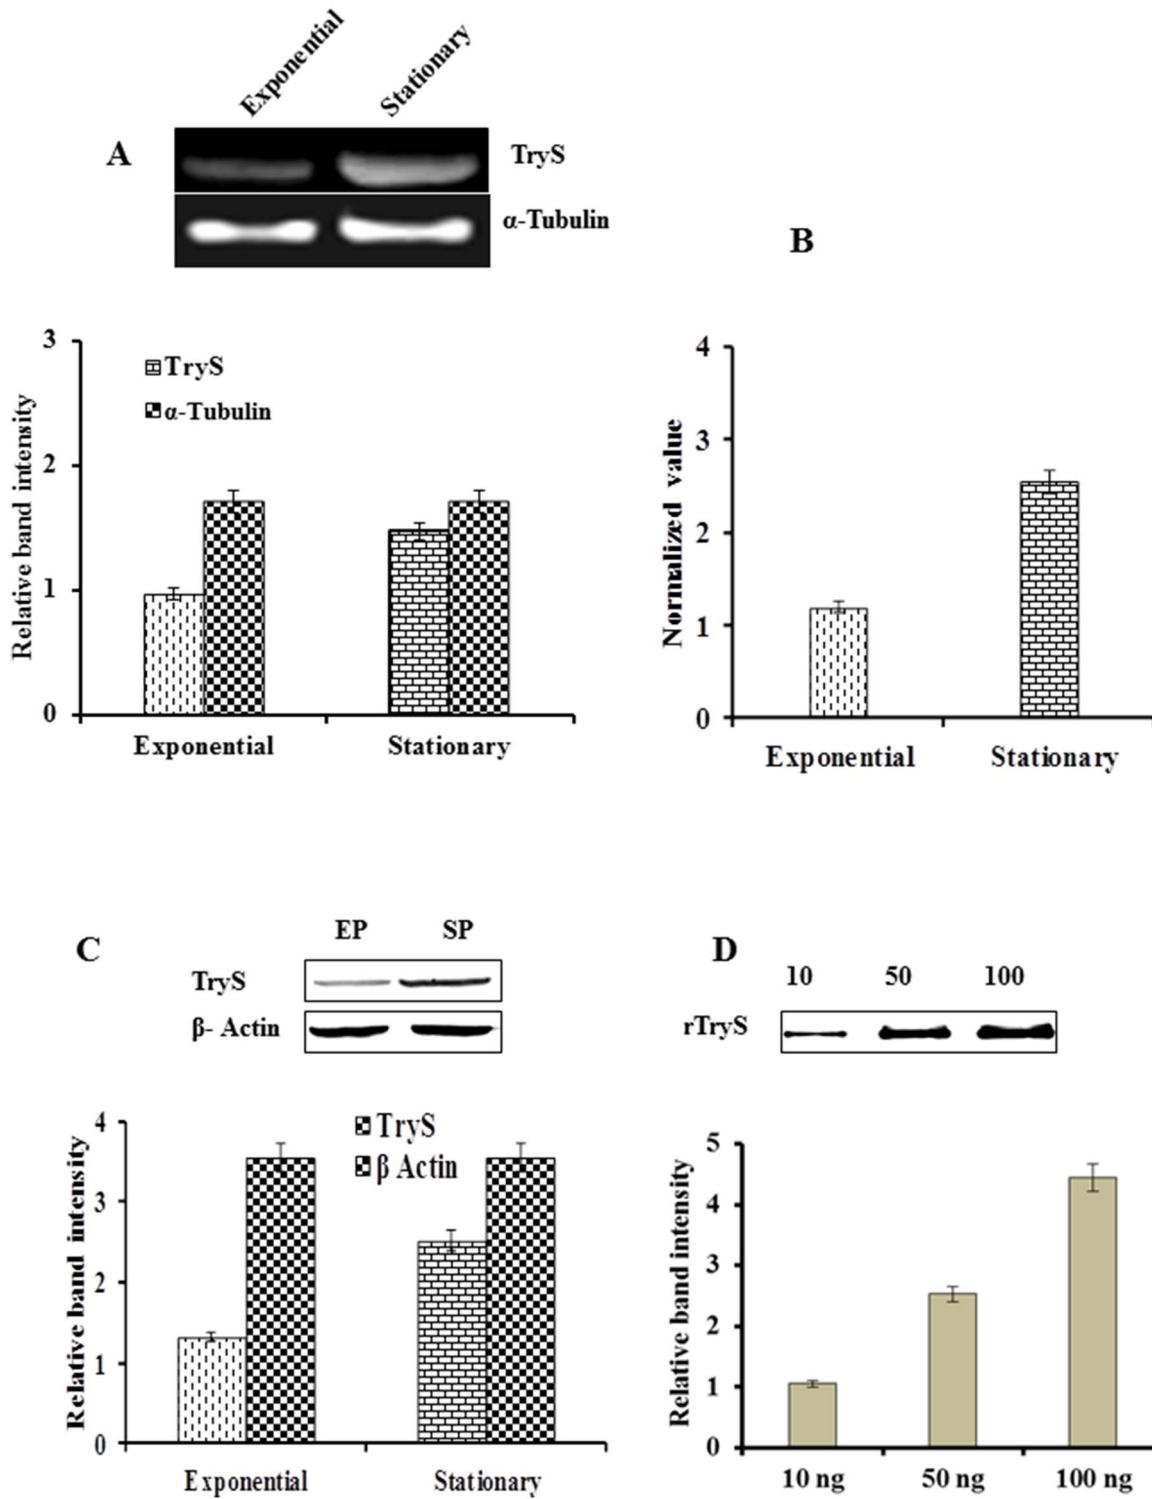 Exponential
Stationary
A
TryS
α-Tubulin
B
3
2
1
0
Relative band intensity
TryS
α-Tubulin
Exponential
Stationary
4
3
2
1
0
Normalized value
Exponential
Stationary
C
EP
SP
TryS
β- Actin
D
10
50
100
rTryS
4
3
2
1
0
Relative band intensity
TryS
β Actin
Exponential
Stationary
5
4
3
2
1
0
Relative band intensity
10 ng
50 ng
100 ng